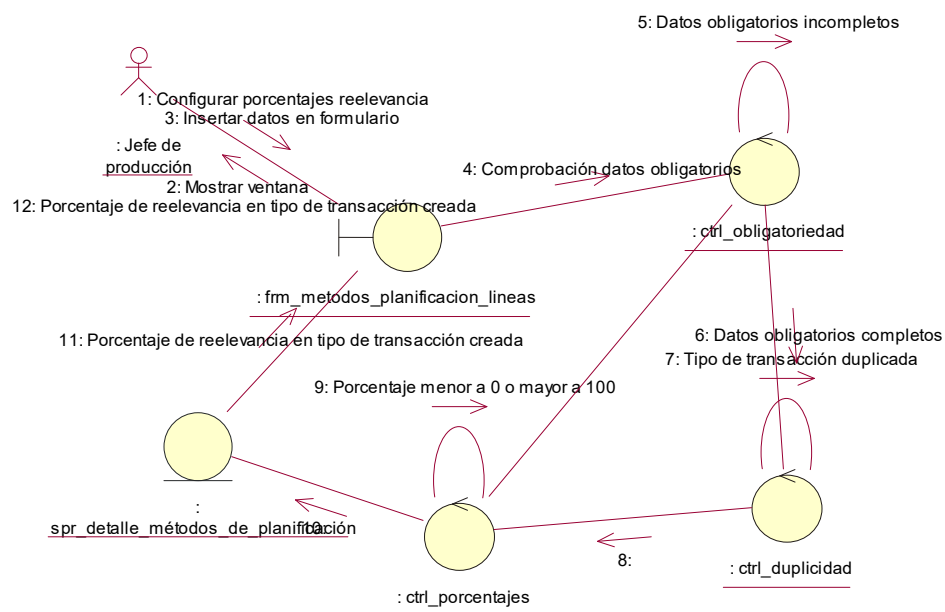 5: Datos obligatorios incompletos
1: Configurar porcentajes reelevancia
3: Insertar datos en formulario
: Jefe de
producción
2: Mostrar ventana
12: Porcentaje de reelevancia en tipo de transacción creada
4: Comprobación datos obligatorios
: ctrl_obligatoriedad
: frm_metodos_planificacion_lineas
11: Porcentaje de reelevancia en tipo de transacción creada
6: Datos obligatorios completos
7: Tipo de transacción duplicada
9: Porcentaje menor a 0 o mayor a 100
:
spr_detalle_métodos_de_planificación
10:
8:
: ctrl_duplicidad
: ctrl_porcentajes